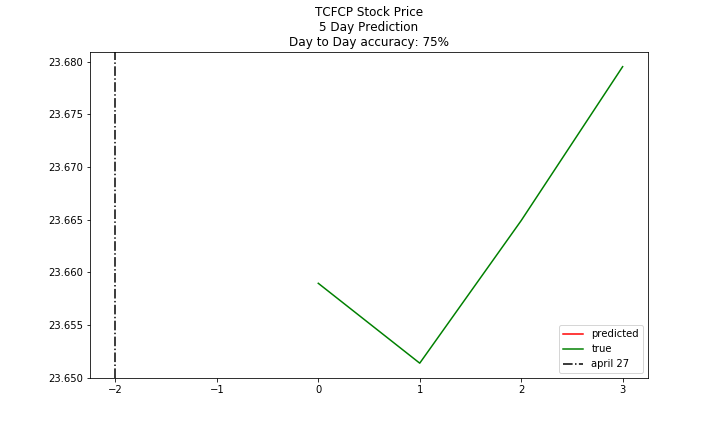 TCFCP Stock Price
5 Day Prediction
Day to Day accuracy: 75%
23.680
23.675
23.670
23.665
23.660
23.655
23.650
−2
−1
0
1
2
3
predicted
true
april 27